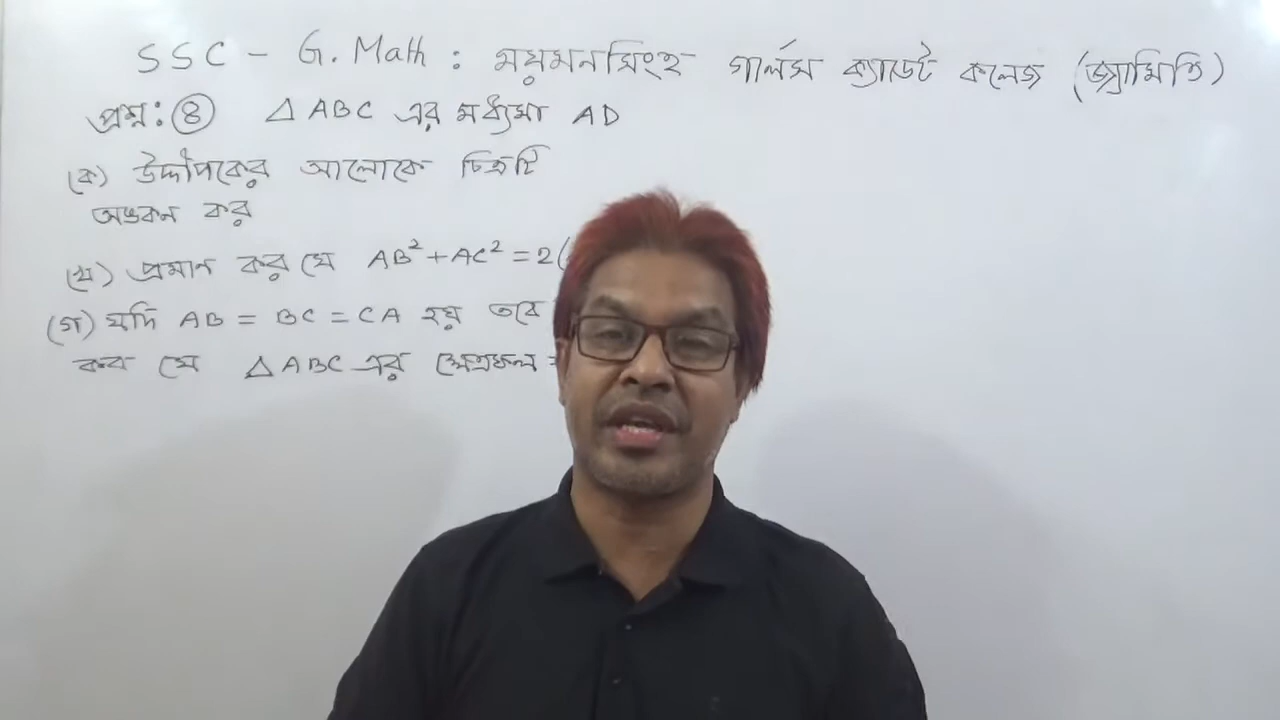 SSC - G. Math : ময়মনসিংহ গার্লস ক্যাডেট কলেজ (জ্যামিতি)
প্রশ্ন: ৪ △ ABC এর মধ্যমা AD
(ক) উদ্দীপকের আলোকে চিত্রটি
অঙ্কন কর
(খ) প্রমান কর যে AB² + AC² = 2(
(গ) যদি AB = BC = CA হয় তবে
কর যে △ ABC এর ক্ষেত্রফল =